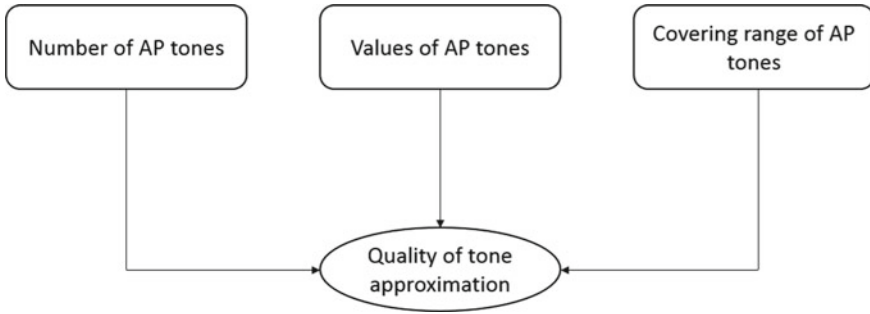 Number of AP tones
Values of AP tones
Covering range of AP
tones
Quality of tone
approximation